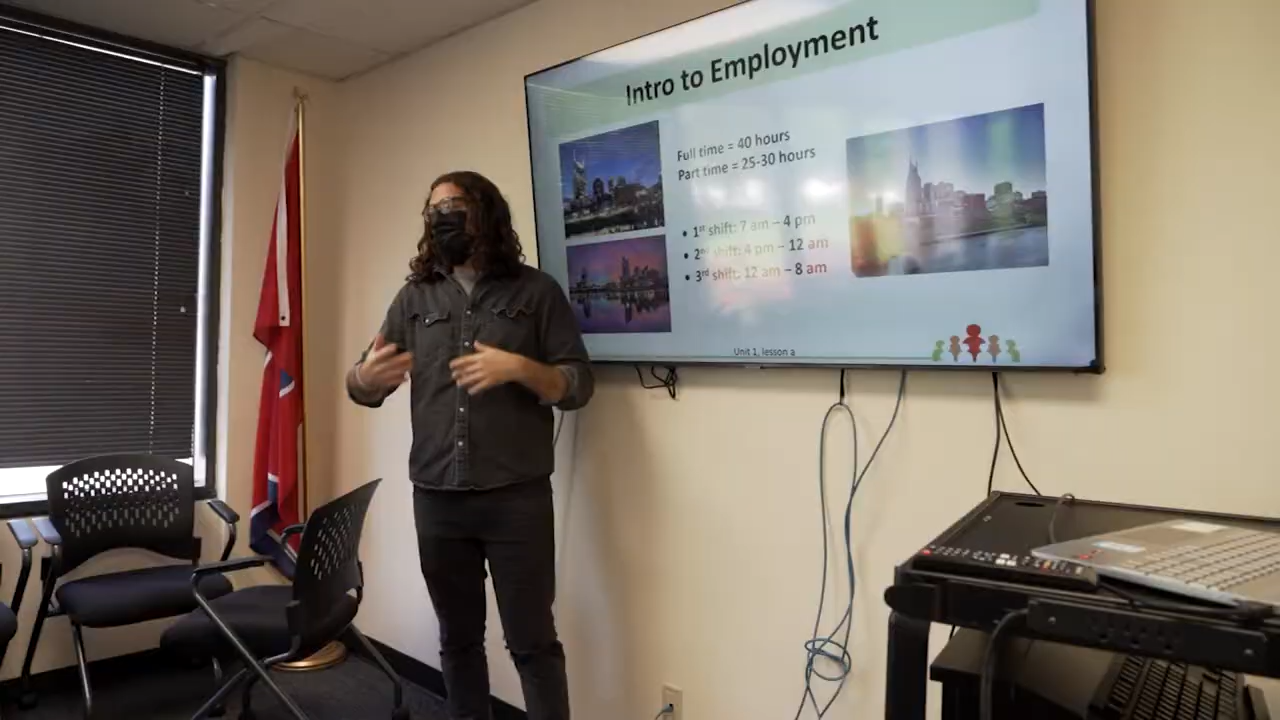 Intro to Employment
Full time = 40 hours
Part time = 25-30 hours
• 1st shift: 7 am – 4 pm
• 2nd shift: 4 pm – 12 am
• 3rd shift: 12 am – 8 am
Unit 1, lesson a